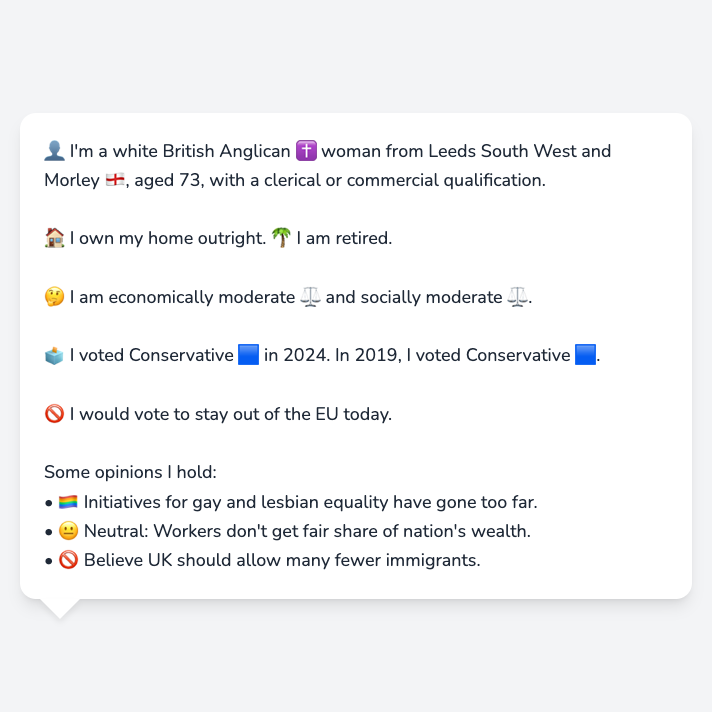 👤 I'm a white British Anglican ✝️ woman from Leeds South West and
Morley 🏴󠁧󠁢󠁥󠁮󠁧󠁿, aged 73, with a clerical or commercial qualification.
🏠 I own my home outright. 🌴 I am retired.
🤔 I am economically moderate ⚖️ and socially moderate ⚖️.
🗳️ I voted Conservative 🟦 in 2024. In 2019, I voted Conservative 🟦.
🚫 I would vote to stay out of the EU today.
Some opinions I hold:
• 🏳️‍🌈 Initiatives for gay and lesbian equality have gone too far.
• 😐 Neutral: Workers don't get fair share of nation's wealth.
• 🚫 Believe UK should allow many fewer immigrants.